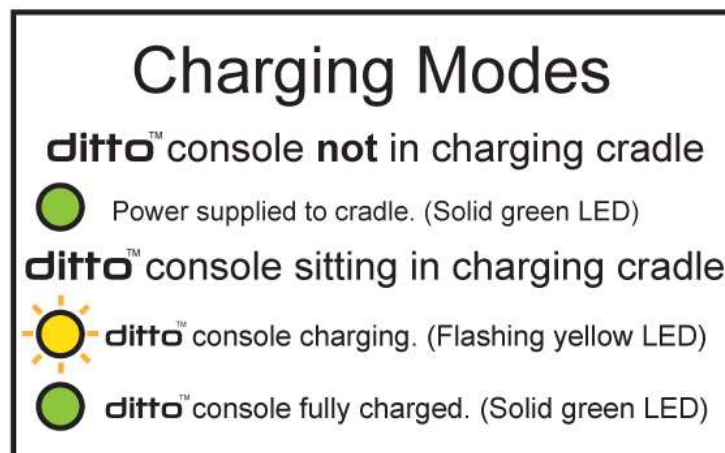 Charging Modes
ditto™ console not in charging cradle
Power supplied to cradle. (Solid green LED)
ditto™ console sitting in charging cradle
ditto™ console charging. (Flashing yellow LED)
ditto™ console fully charged. (Solid green LED)